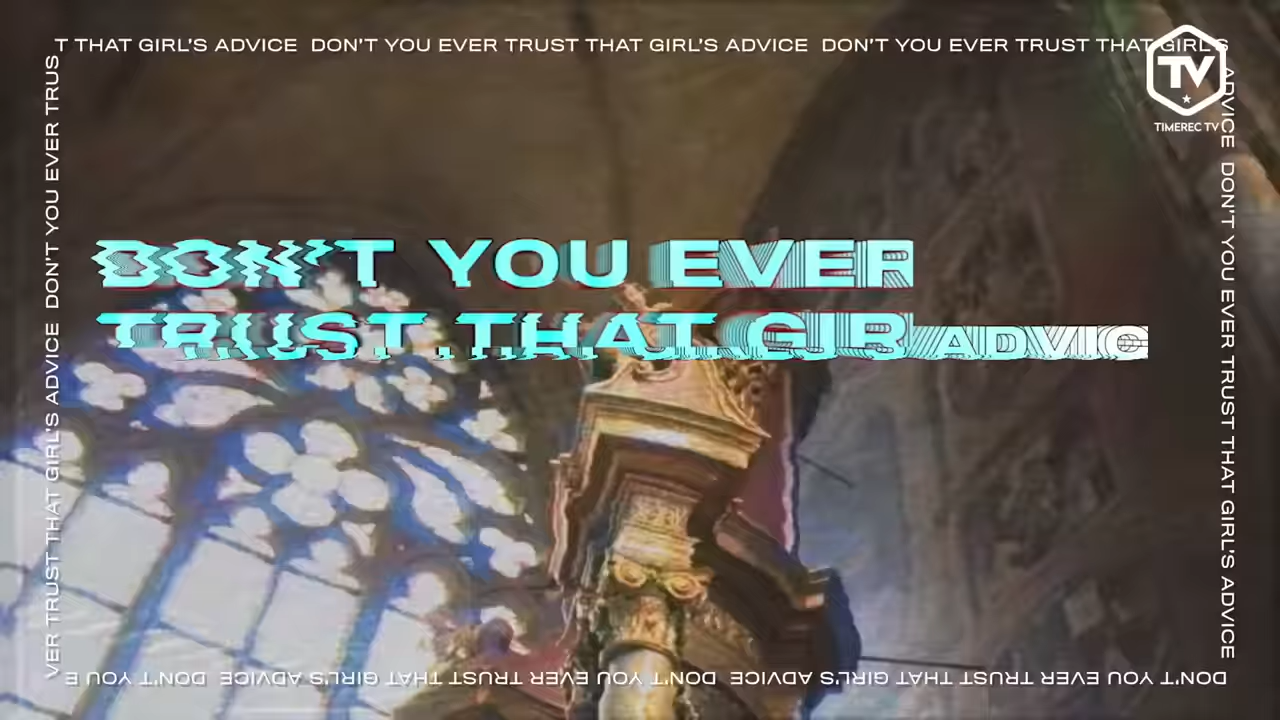 T THAT GIRL'S ADVICE DON'T YOU EVER TRUST THAT GIRL'S ADVICE DON'T YOU EVER TRUST THAT GIRL'S
ADVICE DON'T YOU EVER TRUST THAT GIRL'S ADVICE
DON'T YOU EVER TRUST THAT GIRL'S ADVICE DON'T YOU EVER TRUST THAT GIRL'S ADVICE DON'T YOU E
VER TRUST THAT GIRL'S ADVICE DON'T YOU EVER TRUS
TV
TIMEREC TV
DON'T YOU EVER
TRUST THAT GIR ADVIC